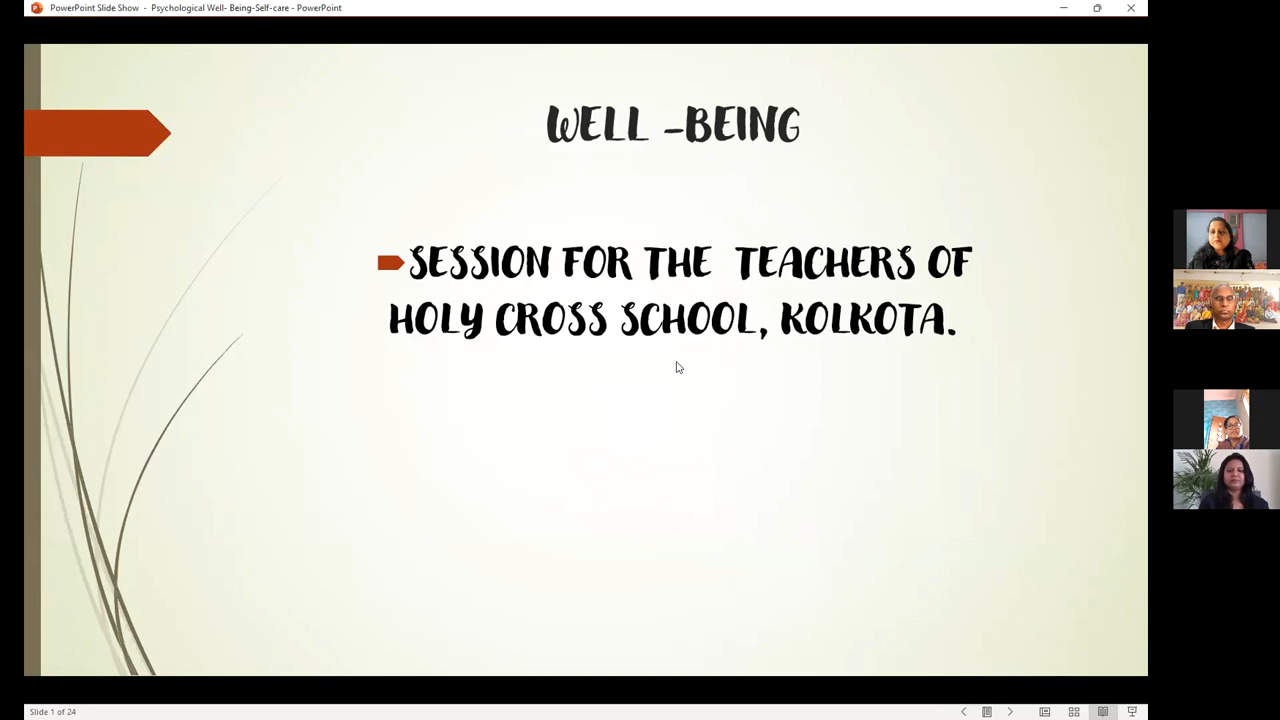 PowerPoint Slide Show - Psychological Well- Being-Self-care - PowerPoint
WELL -BEING
SESSION FOR THE TEACHERS OF
HOLY CROSS SCHOOL, KOLKOTA.
Slide 1 of 24